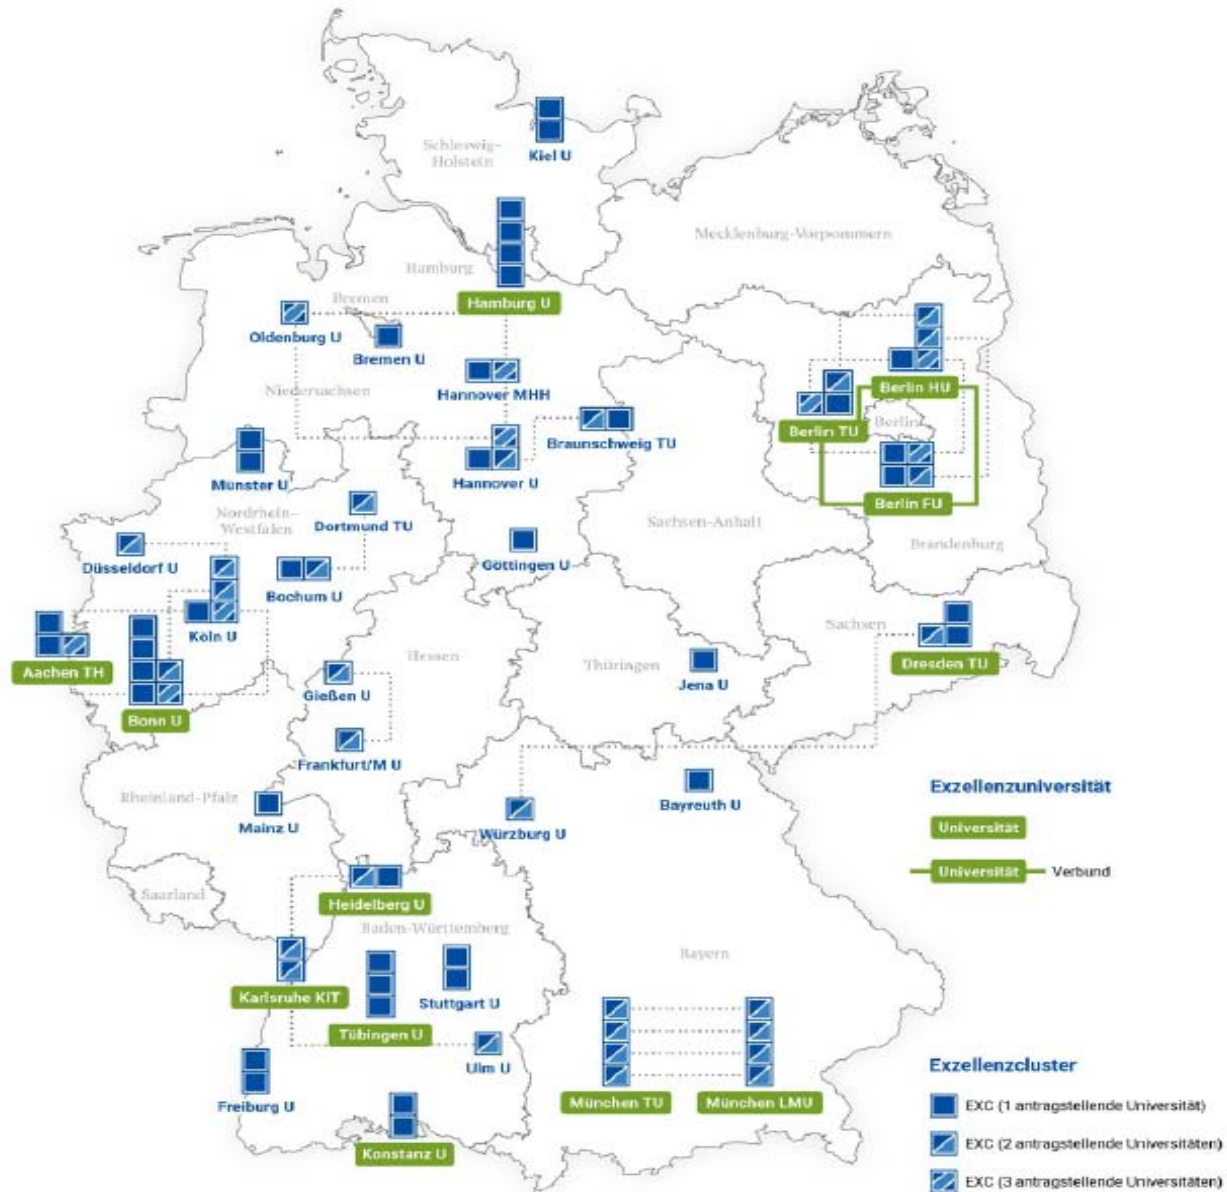 Schleswig-
Holstein
Kiel U
Mecklenburg-Vorpommern
Hamburg
Hamburg U
Bremen
Oldenburg U
Bremen U
Niedersachsen
Hannover MHH
Berlin HU
Berlin
Berlin TU
Braunschweig TU
Münster U
Hannover U
Berlin FU
Nordrhein-
Westfalen
Dortmund TU
Sachsen-Anhalt
Brandenburg
Düsseldorf U
Bochum U
Göttingen U
Köln U
Sachsen
Aachen TH
Hessen
Thüringen
Dresden TU
Jena U
Gießen U
Bonn U
Frankfurt/M U
Rheinland-Pfalz
Mainz U
Würzburg U
Bayreuth U
Exzellenzuniversität
Universität
Universität Verbund
Saarland
Heidelberg U
Baden-Württemberg
Bayern
Karlsruhe KIT
Stuttgart U
Tübingen U
Ulm U
Freiburg U
München TU
München LMU
Konstanz U
Exzellenzcluster
EXC (1 antragstellende Universität)
EXC (2 antragstellende Universitäten)
EXC (3 antragstellende Universitäten)